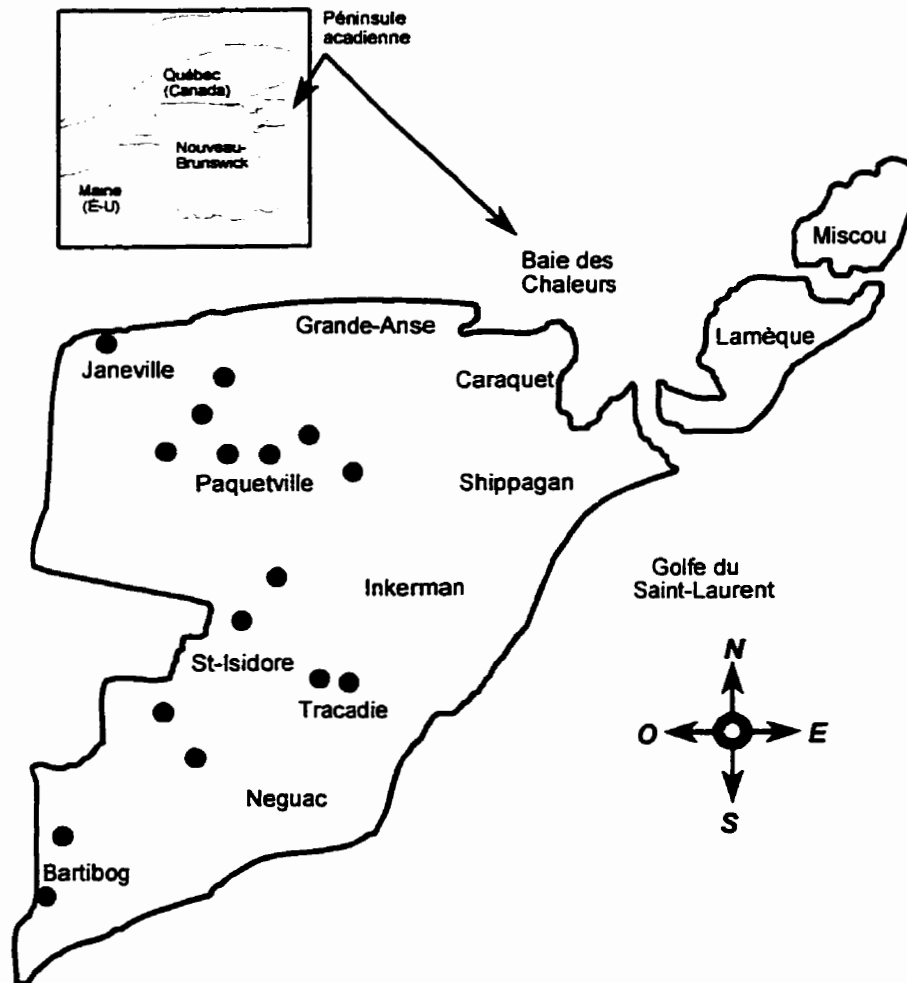 Péninsule
acadienne
Québec
(Canada)
Nouveau-
Brunswick
Maine
(É-U)
Miscou
Baie des
Chaleurs
Grande-Anse
Lamèque
Janeville
Caraquet
Paquetville
Shippagan
Inkerman
Golfe du
Saint-Laurent
St-Isidore
N
Tracadie
O
E
Neguac
S
Bartibog